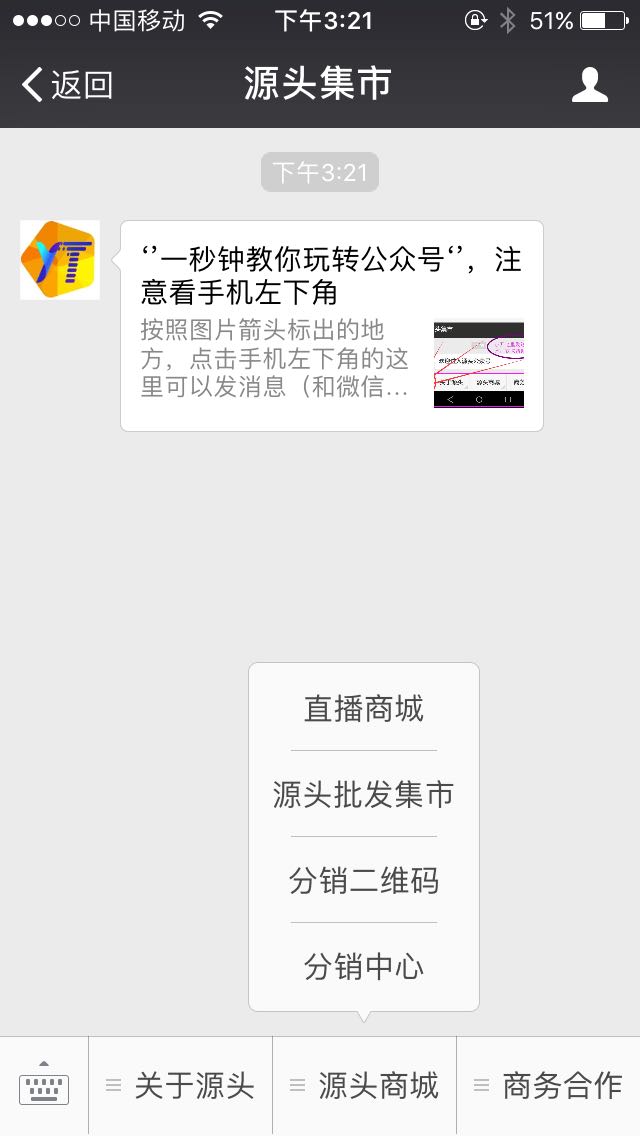 中国移动 下午3:21 51%
返回 源头集市
下午3:21
YT
‘’一秒钟教你玩转公众号‘’，注
意看手机左下角
按照图片箭头标出的地
方，点击手机左下角的这
里可以发消息（和微信...
直播商城
源头批发集市
分销二维码
分销中心
关于源头 源头商城 商务合作